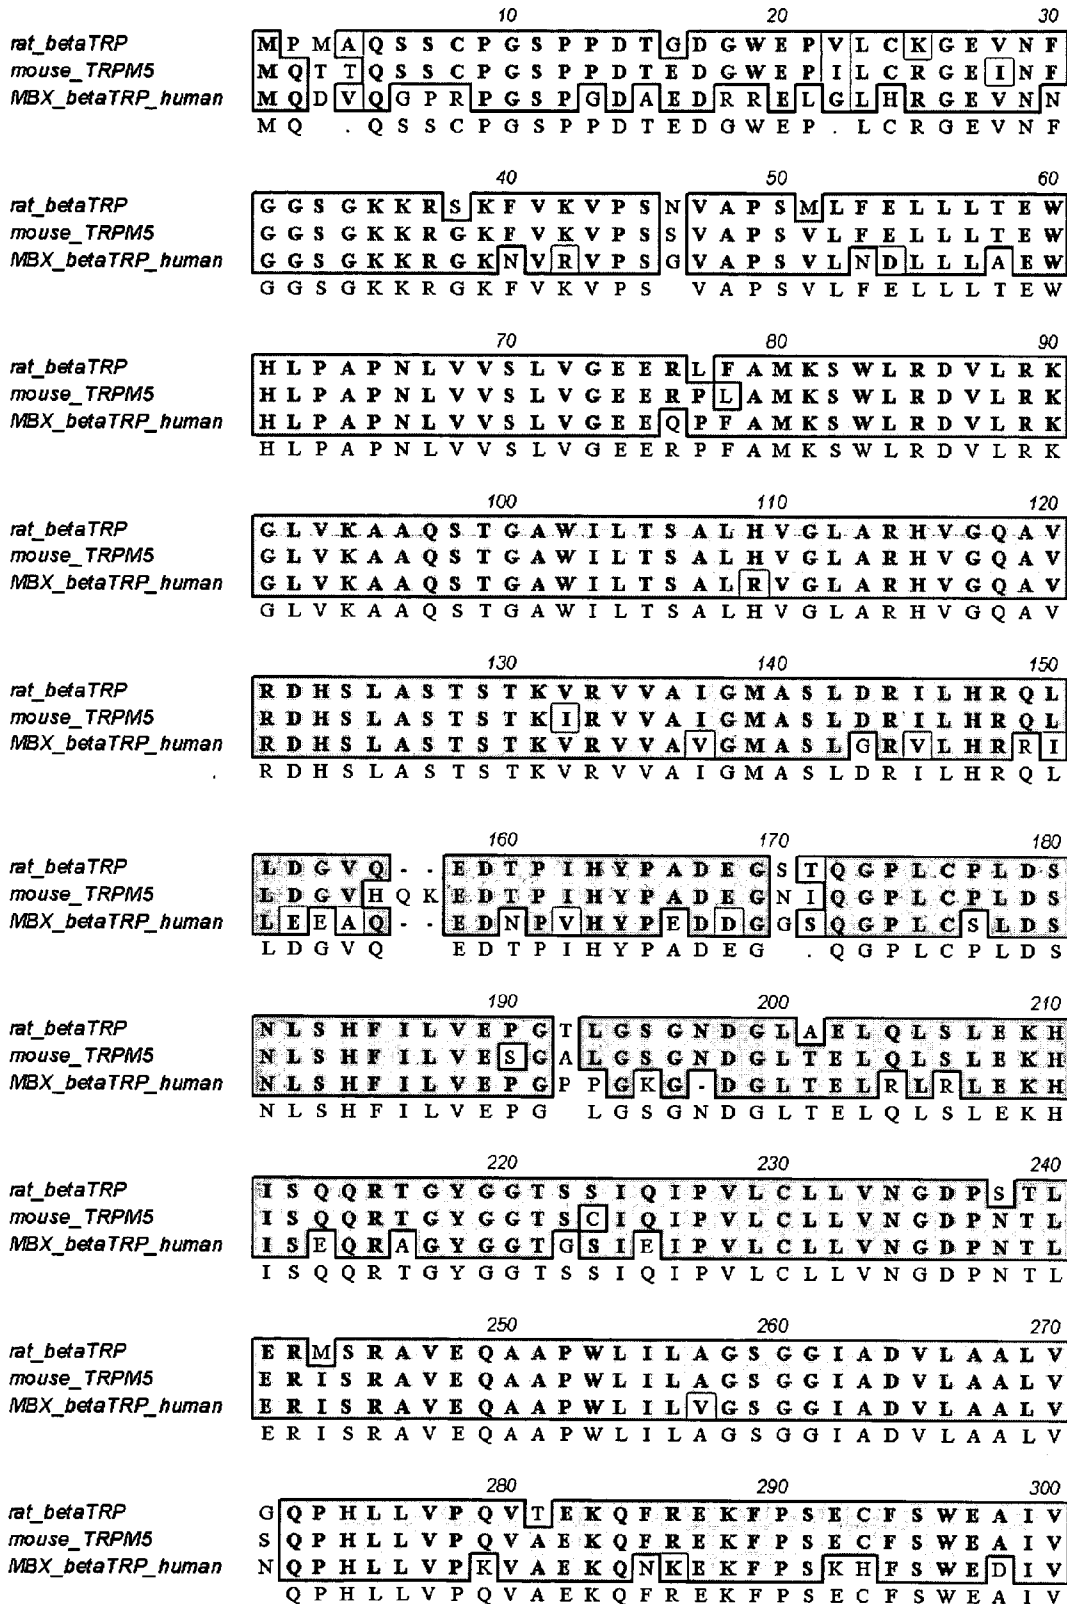 10 20 30
rat_betaTRP M P M A Q S S C P G S P P D T G D G W E P V L C K G E V N F
mouse_TRPM5 M Q T T Q S S C P G S P P D T E D G W E P I L C R G E I N F
MBX_betaTRP_human M Q D V Q G P R P G S P G D A E D R R E L G L H R G E V N N
M Q . Q S S C P G S P P D T E D G W E P . L C R G E V N F
40 50 60
rat_betaTRP G G S G K K R S K F V K V P S N V A P S M L F E L L L T E W
mouse_TRPM5 G G S G K K R G K F V K V P S S V A P S V L F E L L L T E W
MBX_betaTRP_human G G S G K K R G K N V R V P S G V A P S V L N D L L L A E W
G G S G K K R G K F V K V P S V A P S V L F E L L L T E W
70 80 90
rat_betaTRP H L P A P N L V V S L V G E E R L F A M K S W L R D V L R K
mouse_TRPM5 H L P A P N L V V S L V G E E R P L A M K S W L R D V L R K
MBX_betaTRP_human H L P A P N L V V S L V G E E Q P F A M K S W L R D V L R K
H L P A P N L V V S L V G E E R P F A M K S W L R D V L R K
100 110 120
rat_betaTRP G L V K A A Q S T G A W I L T S A L H V G L A R H V G Q A V
mouse_TRPM5 G L V K A A Q S T G A W I L T S A L H V G L A R H V G Q A V
MBX_betaTRP_human G L V K A A Q S T G A W I L T S A L R V G L A R H V G Q A V
G L V K A A Q S T G A W I L T S A L H V G L A R H V G Q A V
130 140 150
rat_betaTRP R D H S L A S T S T K V R V V A I G M A S L D R I L H R Q L
mouse_TRPM5 R D H S L A S T S T K I R V V A I G M A S L D R I L H R Q L
MBX_betaTRP_human R D H S L A S T S T K V R V V A V G M A S L G R V L H R R I
R D H S L A S T S T K V R V V A I G M A S L D R I L H R Q L
160 170 180
rat_betaTRP L D G V Q - - E D T P I H Y P A D E G S T Q G P L C P L D S
mouse_TRPM5 L D G V H Q K E D T P I H Y P A D E G N I Q G P L C P L D S
MBX_betaTRP_human L E E A Q - - E D N P V H Y P E D D G G S Q G P L C S L D S
L D G V Q E D T P I H Y P A D E G . Q G P L C P L D S
190 200 210
rat_betaTRP N L S H F I L V E P G T L G S G N D G L A E L Q L S L E K H
mouse_TRPM5 N L S H F I L V E S G A L G S G N D G L T E L Q L S L E K H
MBX_betaTRP_human N L S H F I L V E P G P P G K G - D G L T E L R L R L E K H
N L S H F I L V E P G L G S G N D G L T E L Q L S L E K H
220 230 240
rat_betaTRP I S Q Q R T G Y G G T S S I Q I P V L C L L V N G D P S T L
mouse_TRPM5 I S Q Q R T G Y G G T S C I Q I P V L C L L V N G D P N T L
MBX_betaTRP_human I S E Q R A G Y G G T G S I E I P V L C L L V N G D P N T L
I S Q Q R T G Y G G T S S I Q I P V L C L L V N G D P N T L
250 260 270
rat_betaTRP E R M S R A V E Q A A P W L I L A G S G G I A D V L A A L V
mouse_TRPM5 E R I S R A V E Q A A P W L I L A G S G G I A D V L A A L V
MBX_betaTRP_human E R I S R A V E Q A A P W L I L V G S G G I A D V L A A L V
E R I S R A V E Q A A P W L I L A G S G G I A D V L A A L V
280 290 300
rat_betaTRP G Q P H L L V P Q V T E K Q F R E K F P S E C F S W E A I V
mouse_TRPM5 S Q P H L L V P Q V A E K Q F R E K F P S E C F S W E A I V
MBX_betaTRP_human N Q P H L L V P K V A E K Q N K E K F P S K H F S W E D I V
Q P H L L V P Q V A E K Q F R E K F P S E C F S W E A I V